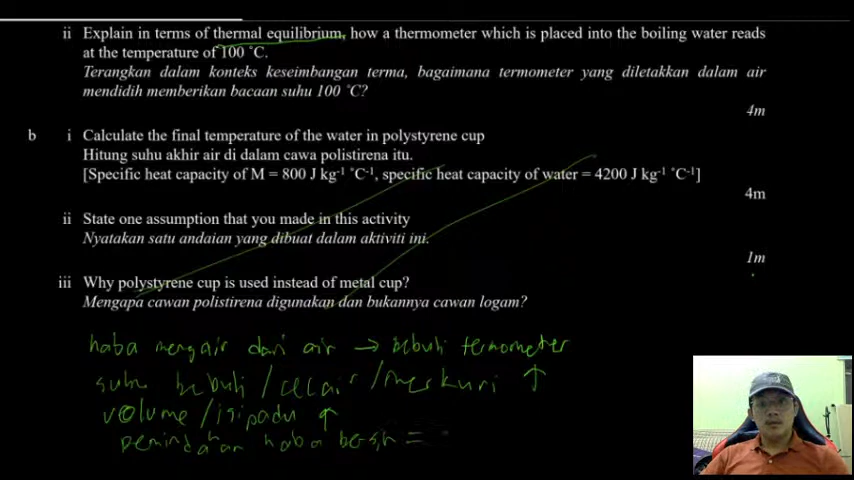 ii Explain in terms of thermal equilibrium, how a thermometer which is placed into the boiling water reads
at the temperature of 100 ˚C.
Terangkan dalam konteks keseimbangan terma, bagaimana termometer yang diletakkan dalam air
mendidih memberikan bacaan suhu 100 ˚C?
4m
b i Calculate the final temperature of the water in polystyrene cup
Hitung suhu akhir air di dalam cawa polistirena itu.
[Specific heat capacity of M = 800 J kg⁻¹ ˚C⁻¹, specific heat capacity of water = 4200 J kg⁻¹ ˚C⁻¹]
4m
ii State one assumption that you made in this activity
Nyatakan satu andaian yang dibuat dalam aktiviti ini.
1m
iii Why polystyrene cup is used instead of metal cup?
Mengapa cawan polistirena digunakan dan bukannya cawan logam?
haba mengair dari air → bebuli termometer
suhu bebuli / cecair / merkuri ↑
volume / isipadu ↑
pemindahan haba bersih =